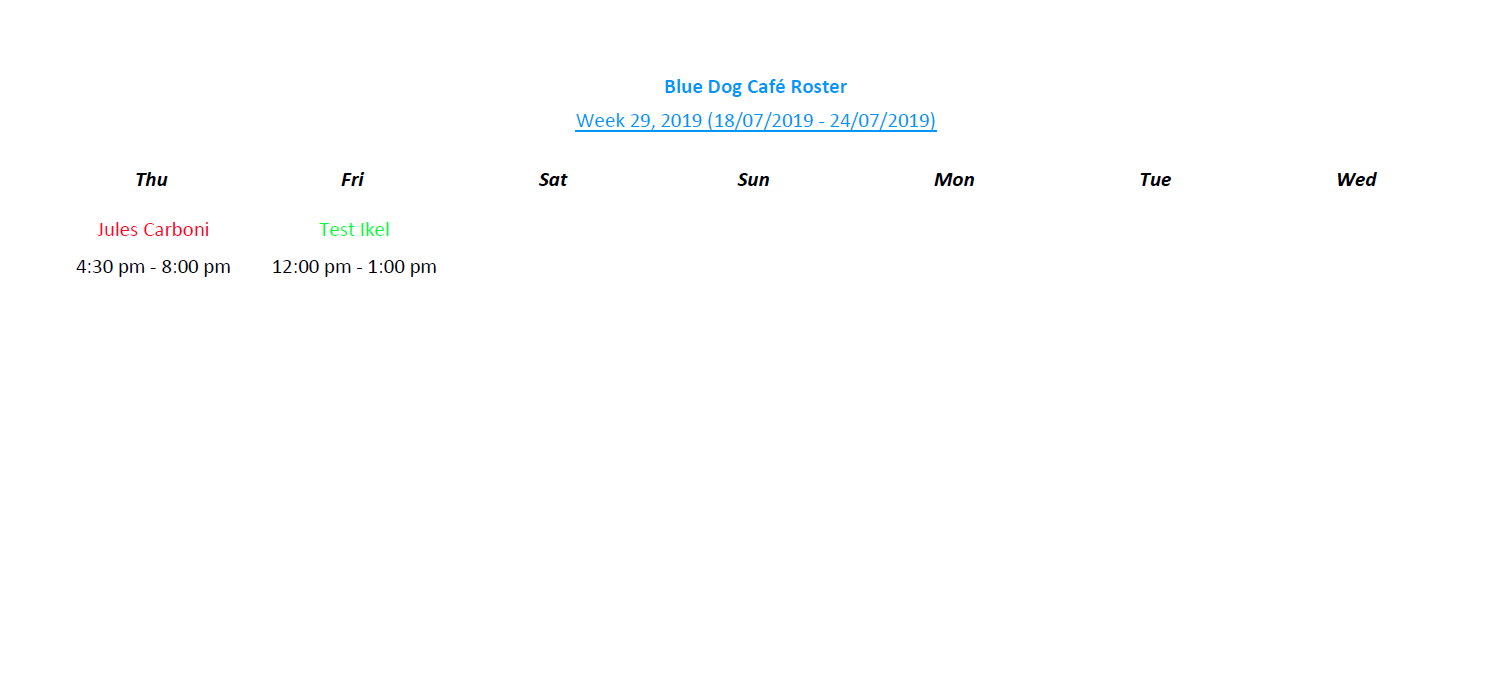 Blue Dog Café Roster
Week 29, 2019 (18/07/2019 - 24/07/2019)
Thu Fri Sat Sun Mon Tue Wed
Jules Carboni Test Ikel
4:30 pm - 8:00 pm 12:00 pm - 1:00 pm